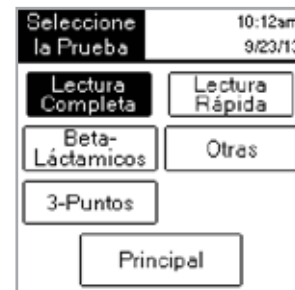 Seleccione 10:12am
la Prueba 9/23/13
Lectura Lectura
Completa Rápida
Beta- Otras
Láctamicos
3-Puntos
Principal